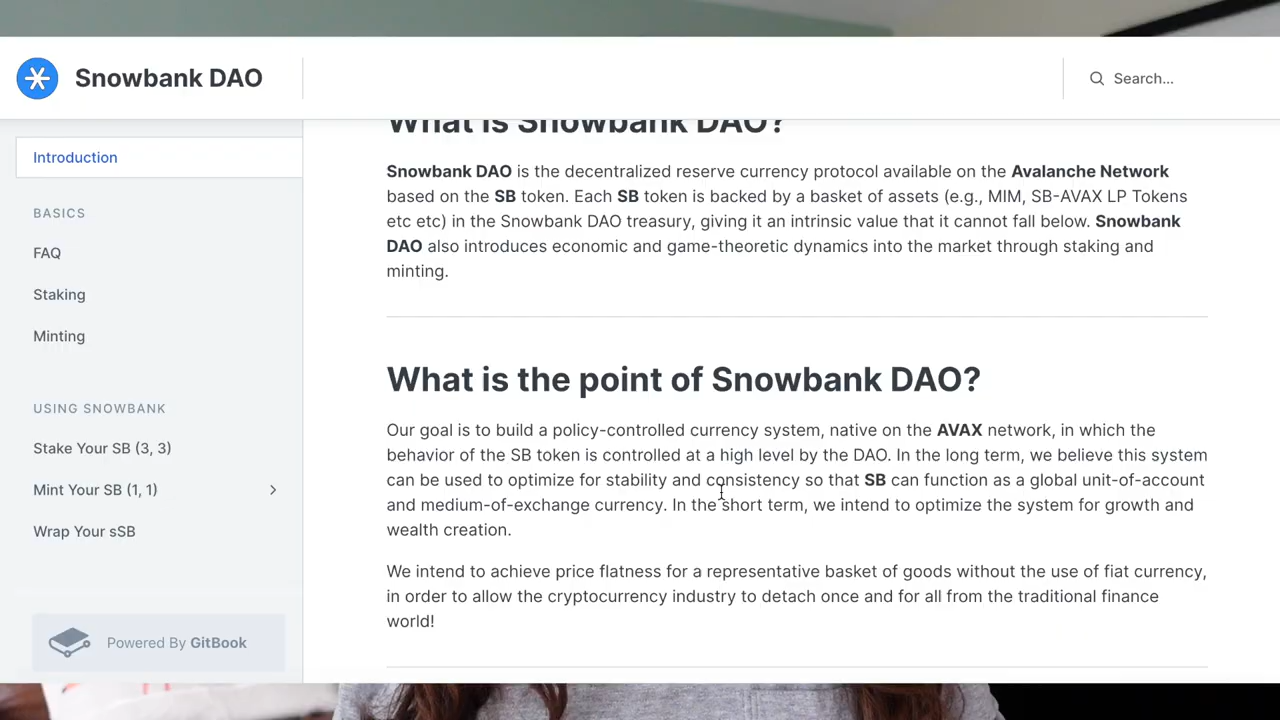 Snowbank DAO
Search...
Introduction
BASICS
FAQ
Staking
Minting
USING SNOWBANK
Stake Your SB (3, 3)
Mint Your SB (1, 1)
Wrap Your sSB
Powered By GitBook
What is Snowbank DAO?
Snowbank DAO is the decentralized reserve currency protocol available on the Avalanche Network
based on the SB token. Each SB token is backed by a basket of assets (e.g., MIM, SB-AVAX LP Tokens
etc etc) in the Snowbank DAO treasury, giving it an intrinsic value that it cannot fall below. Snowbank
DAO also introduces economic and game-theoretic dynamics into the market through staking and
minting.
What is the point of Snowbank DAO?
Our goal is to build a policy-controlled currency system, native on the AVAX network, in which the
behavior of the SB token is controlled at a high level by the DAO. In the long term, we believe this system
can be used to optimize for stability and consistency so that SB can function as a global unit-of-account
and medium-of-exchange currency. In the short term, we intend to optimize the system for growth and
wealth creation.
We intend to achieve price flatness for a representative basket of goods without the use of fiat currency,
in order to allow the cryptocurrency industry to detach once and for all from the traditional finance
world!